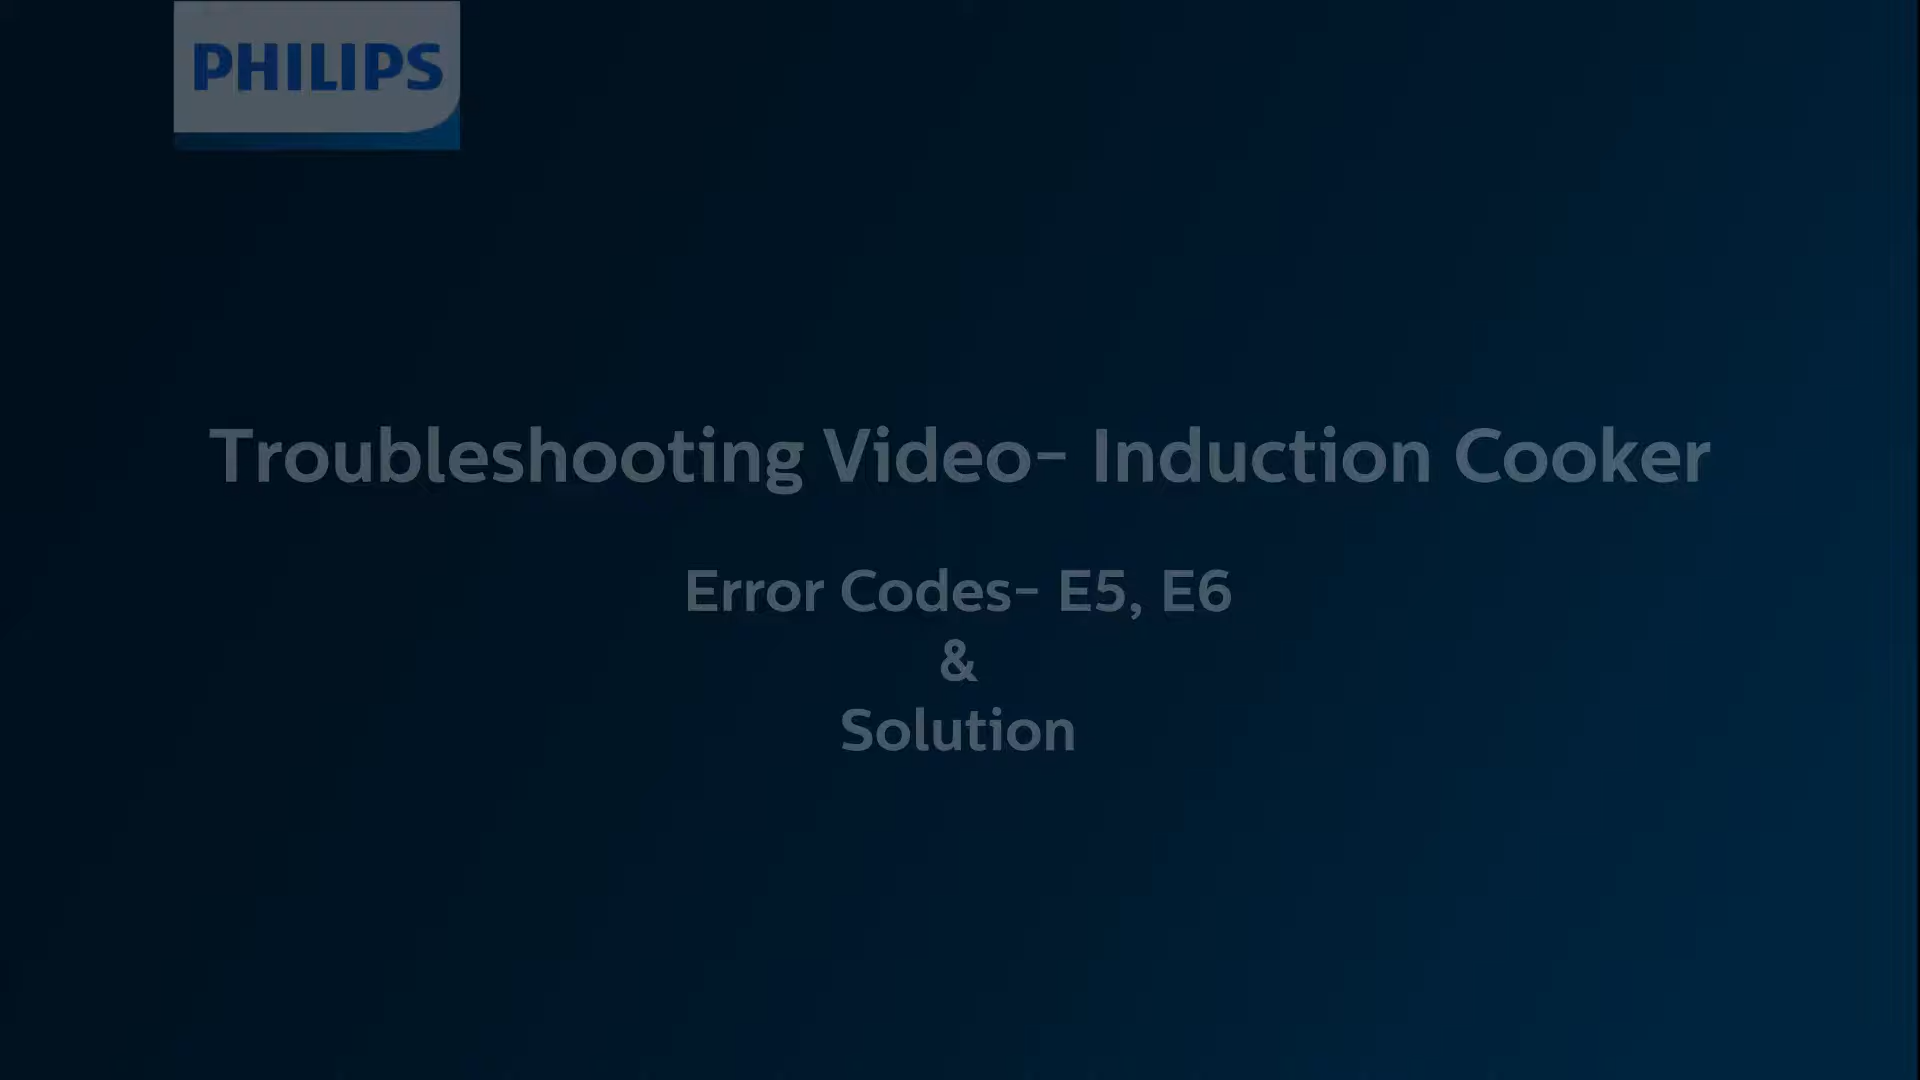 PHILIPS
Troubleshooting Video- Induction Cooker
Error Codes- E5, E6
&
Solution